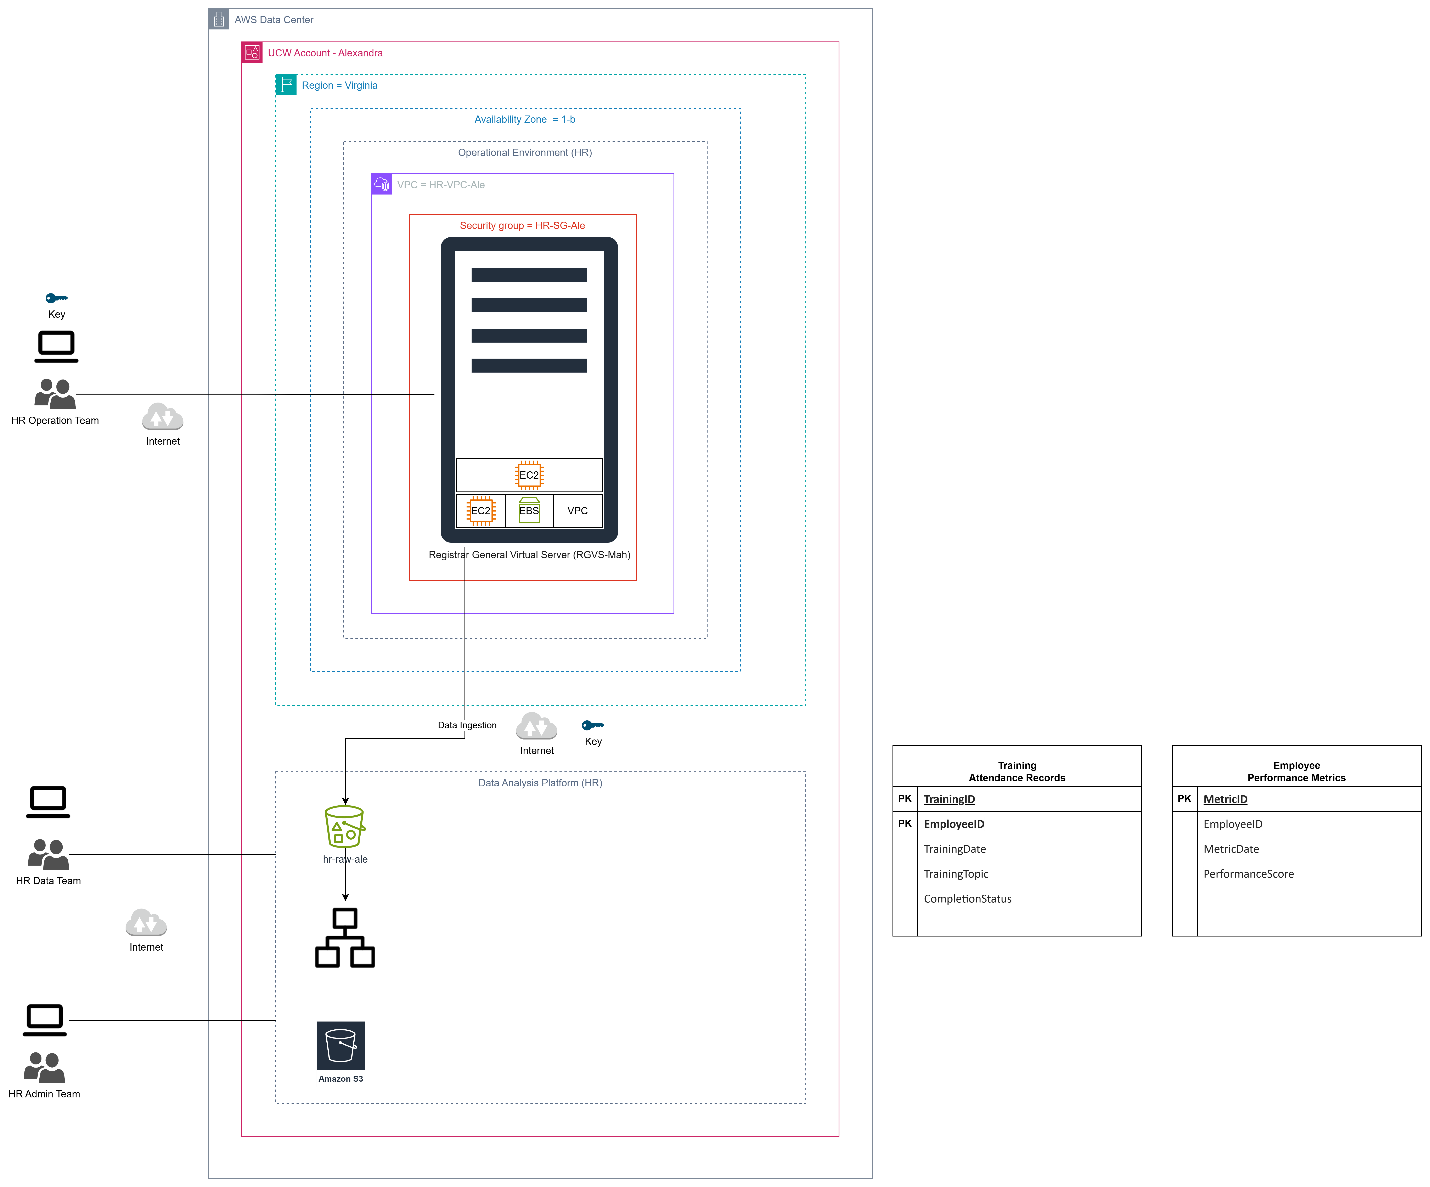 AWS Data Center
UCW Account - Alexandra
Region = Virginia
Availability Zone = 1-b
Operational Environment (HR)
VPC = HR-VPC-Ale
Security group = HR-SG-Ale
Key
HR Operation Team
Internet
EC2
EC2
EBS
VPC
Registrar General Virtual Server (RGVS-Mah)
Data Ingestion
Internet
Key
Data Analysis Platform (HR)
hr-raw-ale
HR Data Team
Internet
Amazon S3
HR Admin Team
Training
Attendance Records
PK TrainingID
PK EmployeeID
TrainingDate
TrainingTopic
CompletionStatus
Employee
Performance Metrics
PK MetricID
EmployeeID
MetricDate
PerformanceScore